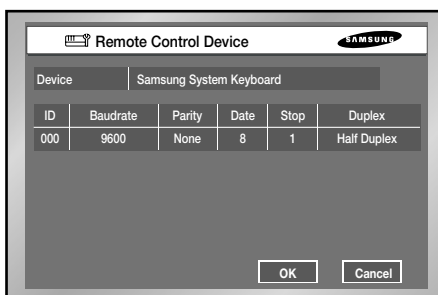 Remote Control Device
SAMSUNG
Device Samsung System Keyboard
ID Baudrate Parity Date Stop Duplex
000 9600 None 8 1 Half Duplex
OK Cancel